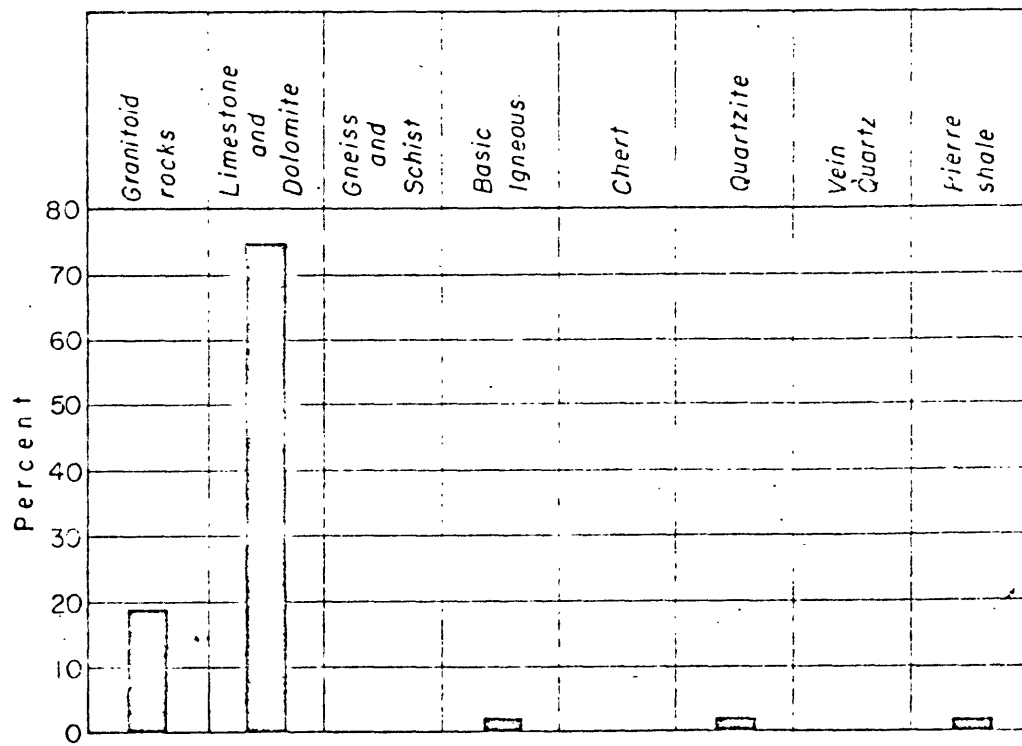 Granitoid
rocks
Limestone
and
Dolomite
Gneiss
and
Schist
Basic
Igneous
Chert
Quartzite
Vein
Quartz
Pierre
shale
80
70
60
50
40
30
20
10
0
Percent